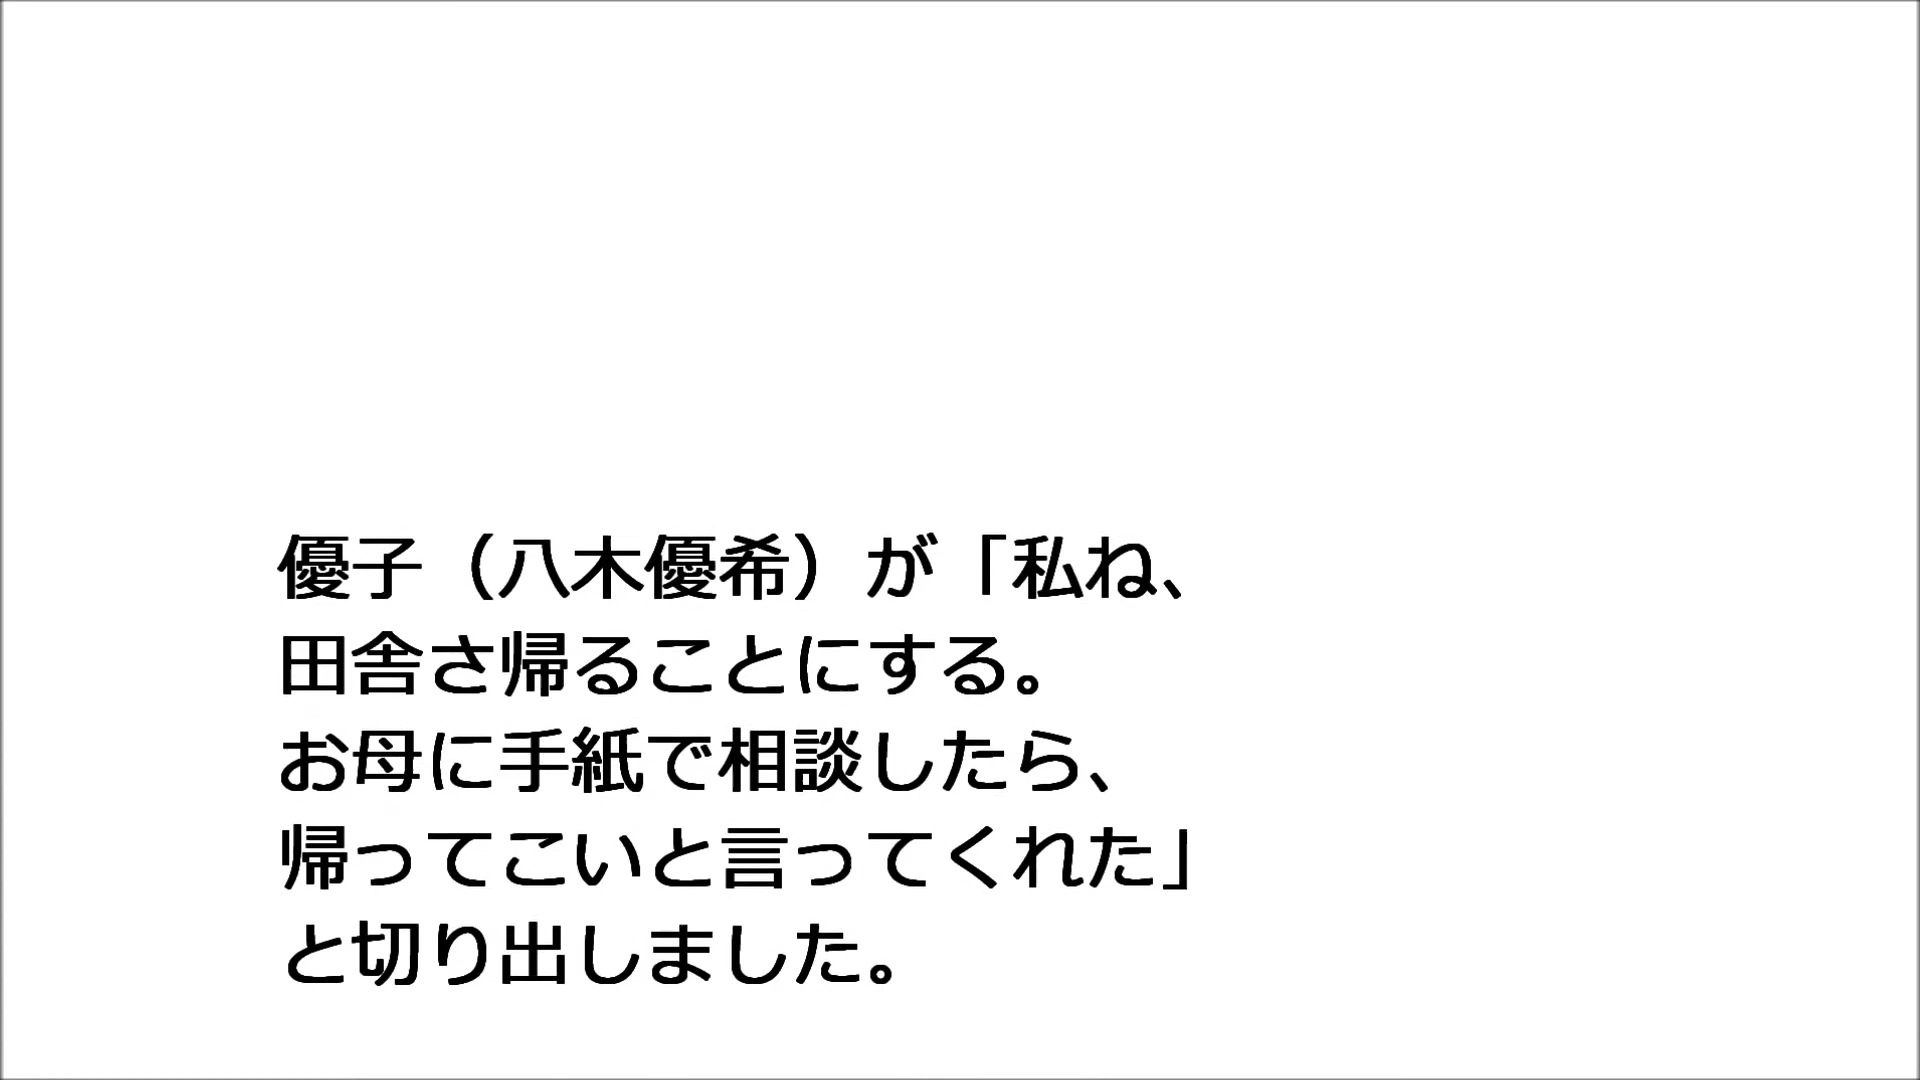 優子（八木優希）が「私ね、
田舎さ帰ることにする。
お母に手紙で相談したら、
帰ってこいと言ってくれた」
と切り出しました。